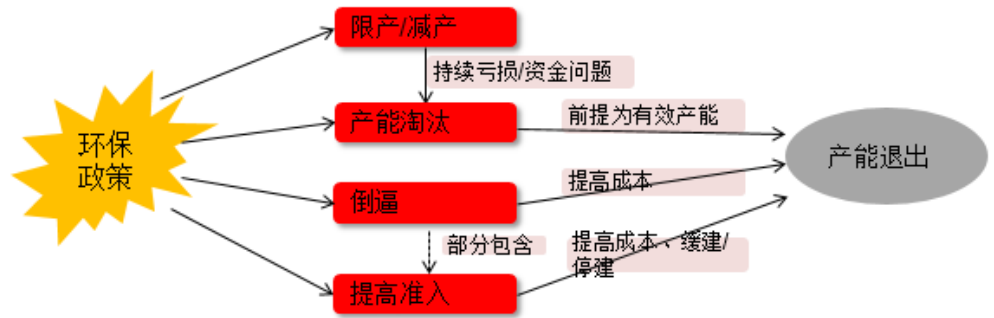 限产/减产
持续亏损/资金问题
环保
政策
产能淘汰
前提为有效产能
产能退出
倒逼
提高成本
部分包含
提高成本、缓建/
停建
提高准入